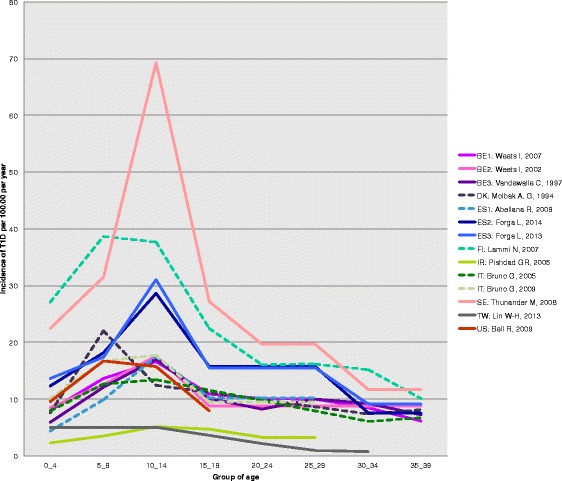 80
70
60
50
40
30
20
10
0
Incidence of T1D per 100.00 per year
0_4 5_9 10_14 15_19 20_24 25_29 30_34 35_39
Group of age
BE1: Weets I, 2007
BE2: Weets I, 2002
BE3: Vandewalle C, 1997
DK: Molbak A. G, 1994
ES1: Abellana R, 2009
ES2: Forga L, 2014
ES3: Forga L, 2013
FI: Lammi N, 2007
IR: Pishdad GR, 2005
IT: Bruno G, 2005
IT: Bruno G, 2009
SE: Thunander M, 2008
TW: Lin W-H, 2013
US: Bell R, 2009